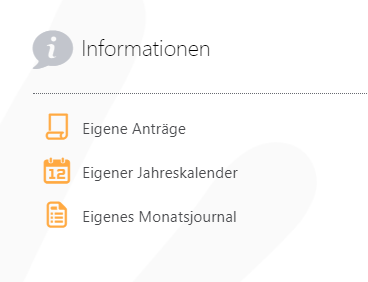 Informationen
Eigene Anträge
12
Eigener Jahreskalender
Eigenes Monatsjournal